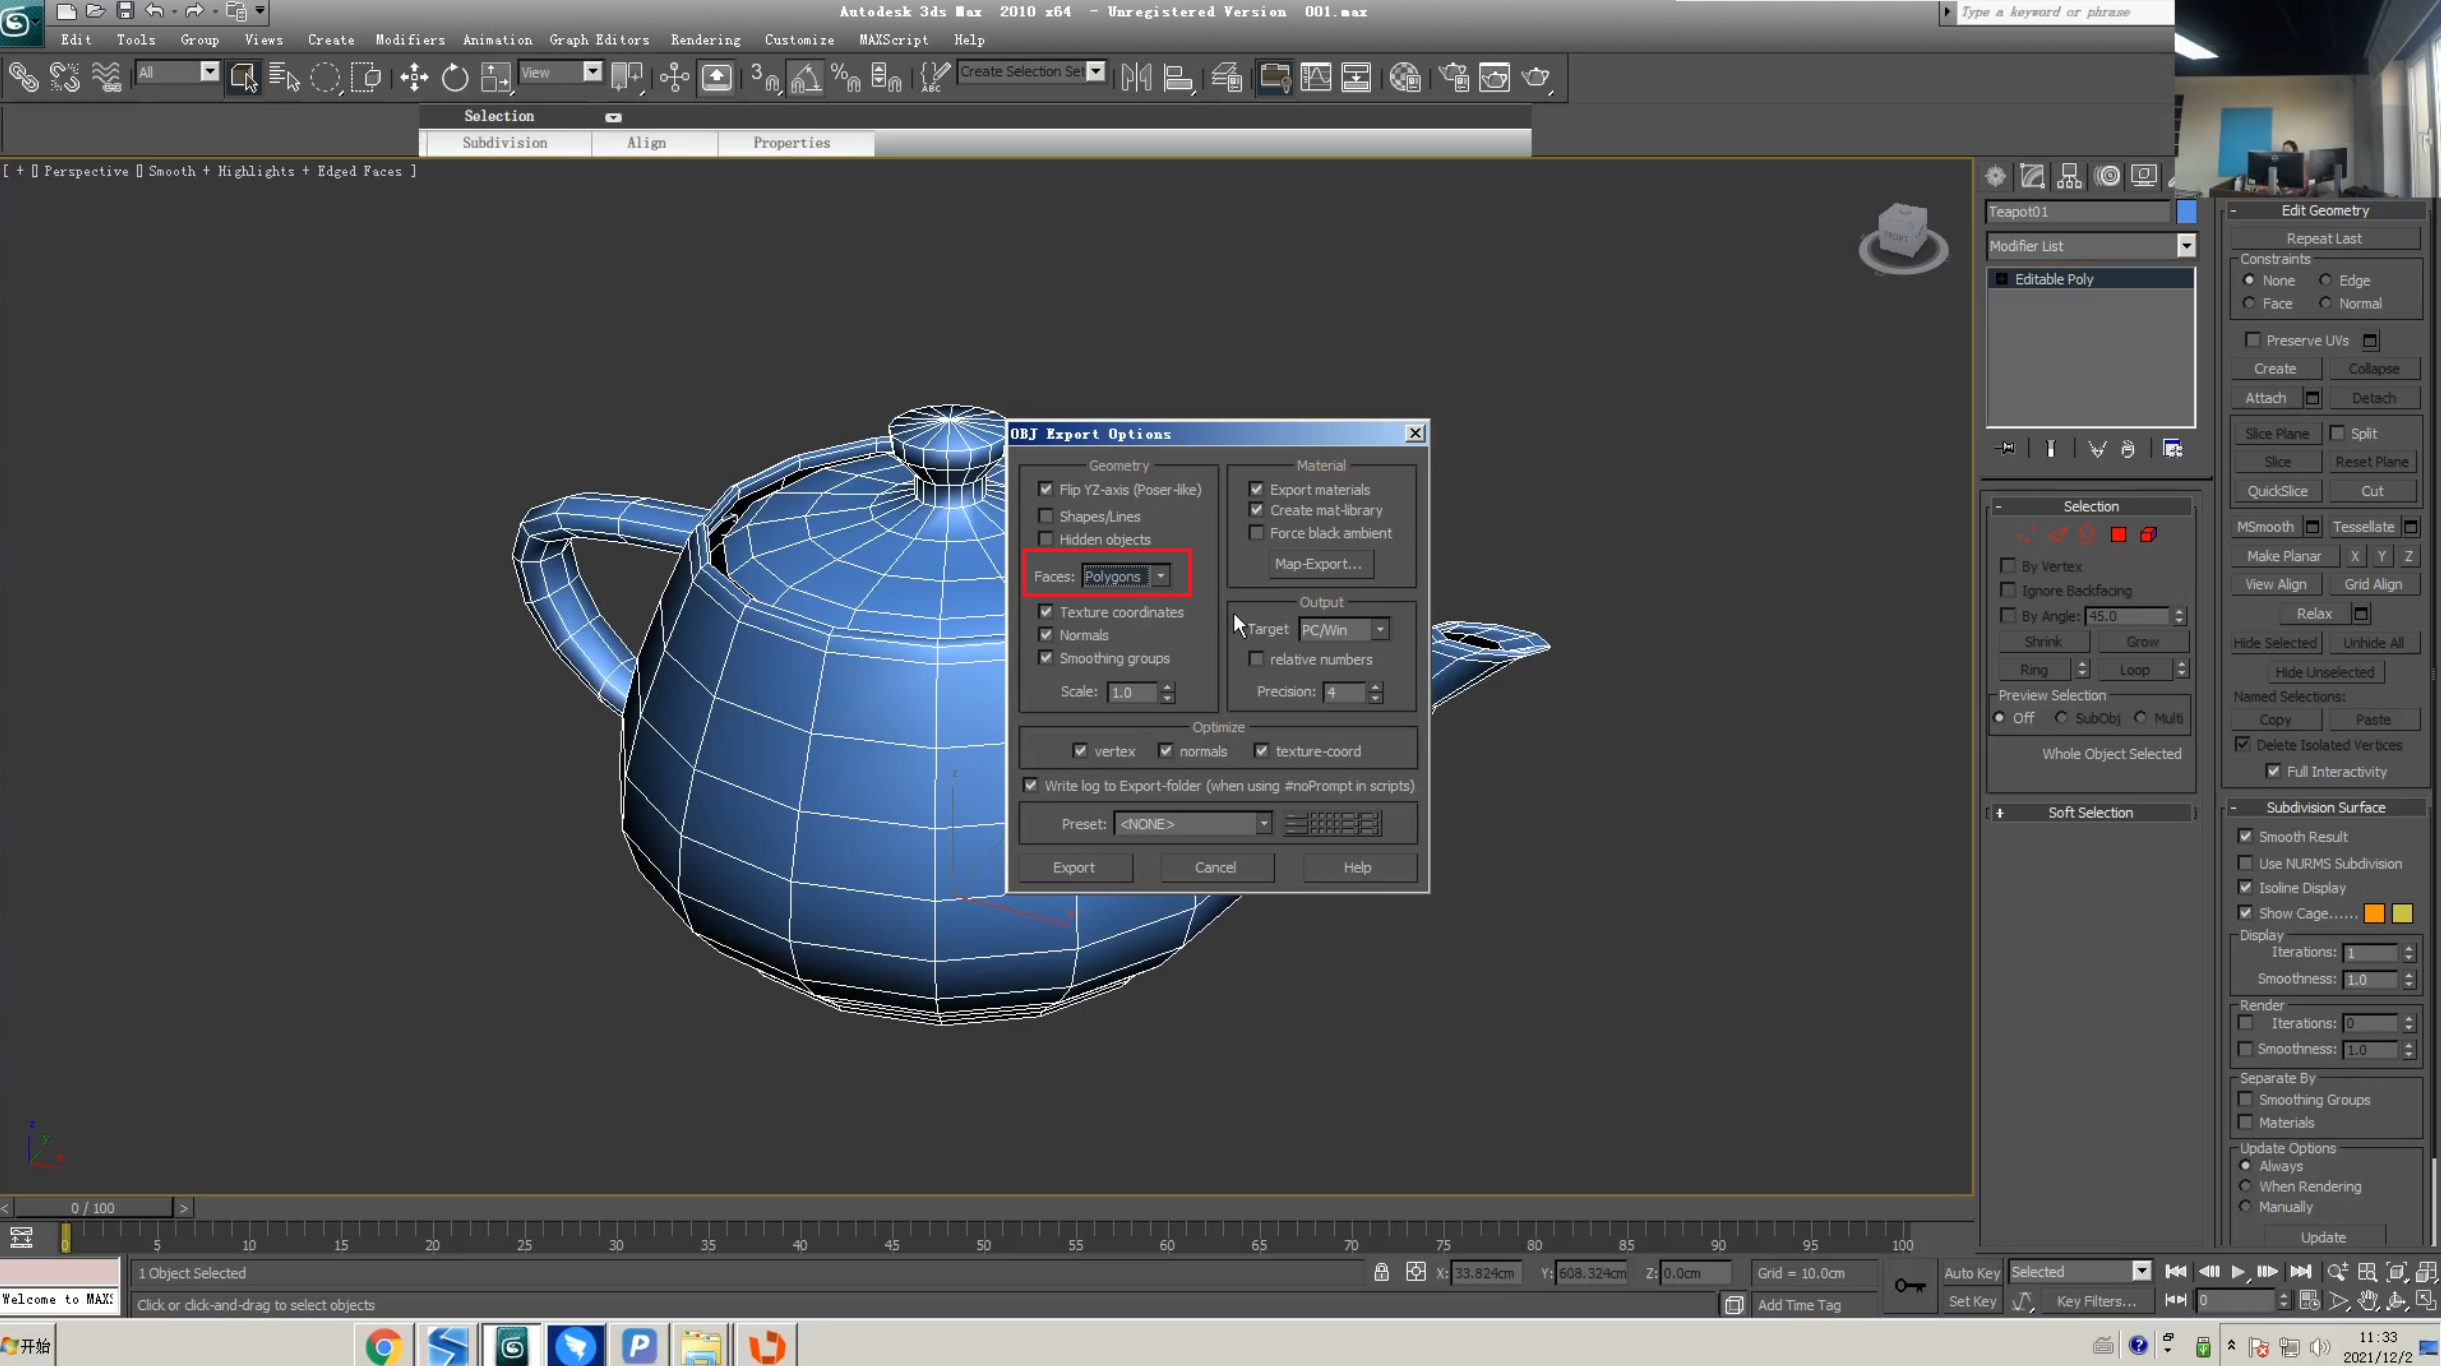 Autodesk 3ds Max 2010 x64 - Unregistered Version 001.max
Type a keyword or phrase
Edit Tools Group Views Create Modifiers Animation Graph Editors Rendering Customize MAXScript Help
All
View
3
ABC
Create Selection Set
Selection
Subdivision Align Properties
[ + [] Perspective [] Smooth + Highlights + Edged Faces ]
FRONT
OBJ Export Options
Geometry
Flip YZ-axis (Poser-like)
Shapes/Lines
Hidden objects
Faces: Polygons
Texture coordinates
Normals
Smoothing groups
Scale: 1.0
Material
Export materials
Create mat-library
Force black ambient
Map-Export...
Output
Target PC/Win
relative numbers
Precision: 4
Optimize
vertex normals texture-coord
Write log to Export-folder (when using #noPrompt in scripts)
Preset: <NONE>
Export Cancel Help
Teapot01
Modifier List
Editable Poly
Selection
By Vertex
Ignore Backfacing
By Angle: 45.0
Shrink Grow
Ring Loop
Preview Selection
Off SubObj Multi
Whole Object Selected
Soft Selection
Edit Geometry
Repeat Last
Constraints
None Edge
Face Normal
Preserve UVs
Create Collapse
Attach Detach
Slice Plane Split
Slice Reset Plane
QuickSlice Cut
MSmooth Tessellate
Make Planar X Y Z
View Align Grid Align
Relax
Hide Selected Unhide All
Hide Unselected
Named Selections:
Copy Paste
Delete Isolated Vertices
Full Interactivity
Subdivision Surface
Smooth Result
Use NURMS Subdivision
Isoline Display
Show Cage......
Display
Iterations: 1
Smoothness: 1.0
Render
Iterations: 0
Smoothness: 1.0
Separate By
Smoothing Groups
Materials
Update Options
Always
When Rendering
Manually
Update
z
z y x
< 0 / 100 >
0 5 10 15 20 25 30 35 40 45 50 55 60 65 70 75 80 85 90 95 100
1 Object Selected
X: 33.824cm Y: 608.324cm Z: 0.0cm Grid = 10.0cm
Auto Key Selected
Welcome to MAX
Click or click-and-drag to select objects
Add Time Tag
Set Key Key Filters... 0
开始
11:33
2021/12/2